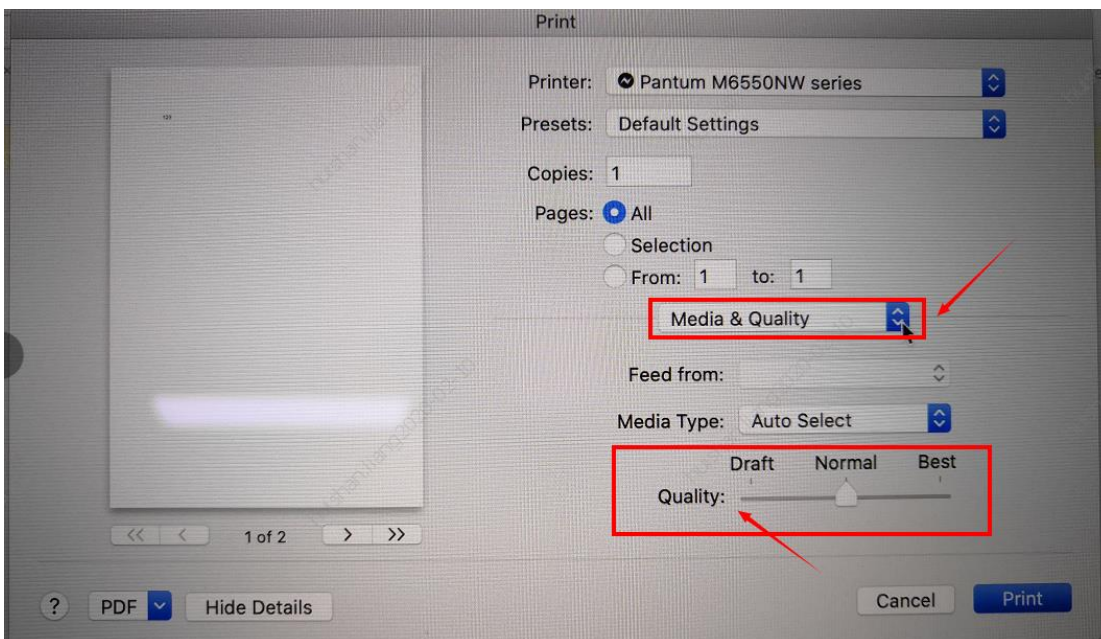 Print
Printer: Pantum M6550NW series
Presets: Default Settings
Copies: 1
Pages: All
Selection
From: 1 to: 1
Media & Quality
Feed from:
Media Type: Auto Select
Draft Normal Best
Quality:
123
1 of 2
? PDF Hide Details Cancel Print